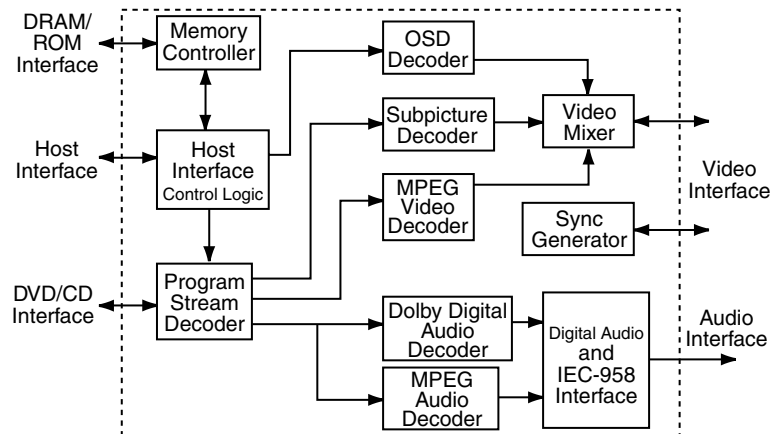 DRAM/
ROM
Interface
Memory
Controller
OSD
Decoder
Subpicture
Decoder
Video
Mixer
Host
Interface
Host
Interface
Control Logic
MPEG
Video
Decoder
Video
Interface
Sync
Generator
DVD/CD
Interface
Program
Stream
Decoder
Dolby Digital
Audio
Decoder
MPEG
Audio
Decoder
Digital Audio
and
IEC-958
Interface
Audio
Interface